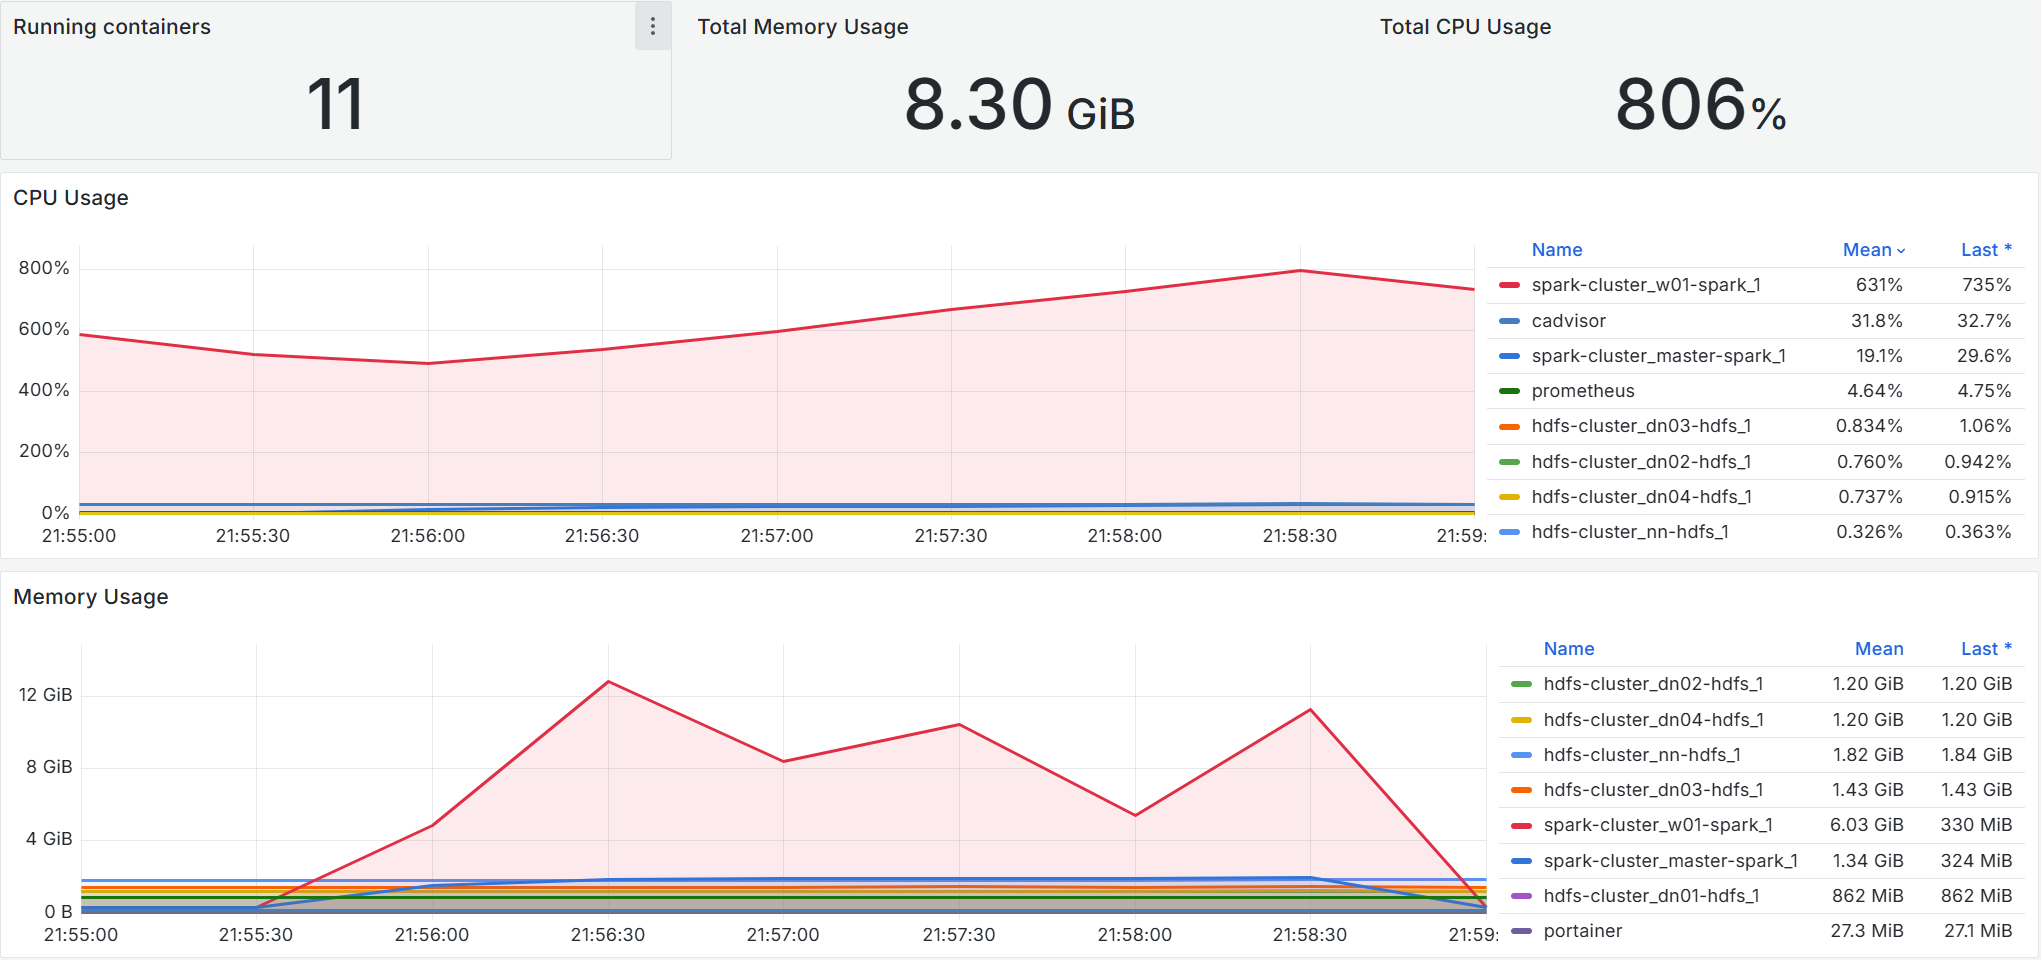 Running containers
11
Total Memory Usage
8.30 GiB
Total CPU Usage
806%
CPU Usage
800%
600%
400%
200%
0%
21:55:00 21:55:30 21:56:00 21:56:30 21:57:00 21:57:30 21:58:00 21:58:30 21:59:
Name Mean Last *
spark-cluster_w01-spark_1 631% 735%
cadvisor 31.8% 32.7%
spark-cluster_master-spark_1 19.1% 29.6%
prometheus 4.64% 4.75%
hdfs-cluster_dn03-hdfs_1 0.834% 1.06%
hdfs-cluster_dn02-hdfs_1 0.760% 0.942%
hdfs-cluster_dn04-hdfs_1 0.737% 0.915%
hdfs-cluster_nn-hdfs_1 0.326% 0.363%
Memory Usage
12 GiB
8 GiB
4 GiB
0 B
21:55:00 21:55:30 21:56:00 21:56:30 21:57:00 21:57:30 21:58:00 21:58:30 21:59:
Name Mean Last *
hdfs-cluster_dn02-hdfs_1 1.20 GiB 1.20 GiB
hdfs-cluster_dn04-hdfs_1 1.20 GiB 1.20 GiB
hdfs-cluster_nn-hdfs_1 1.82 GiB 1.84 GiB
hdfs-cluster_dn03-hdfs_1 1.43 GiB 1.43 GiB
spark-cluster_w01-spark_1 6.03 GiB 330 MiB
spark-cluster_master-spark_1 1.34 GiB 324 MiB
hdfs-cluster_dn01-hdfs_1 862 MiB 862 MiB
portainer 27.3 MiB 27.1 MiB